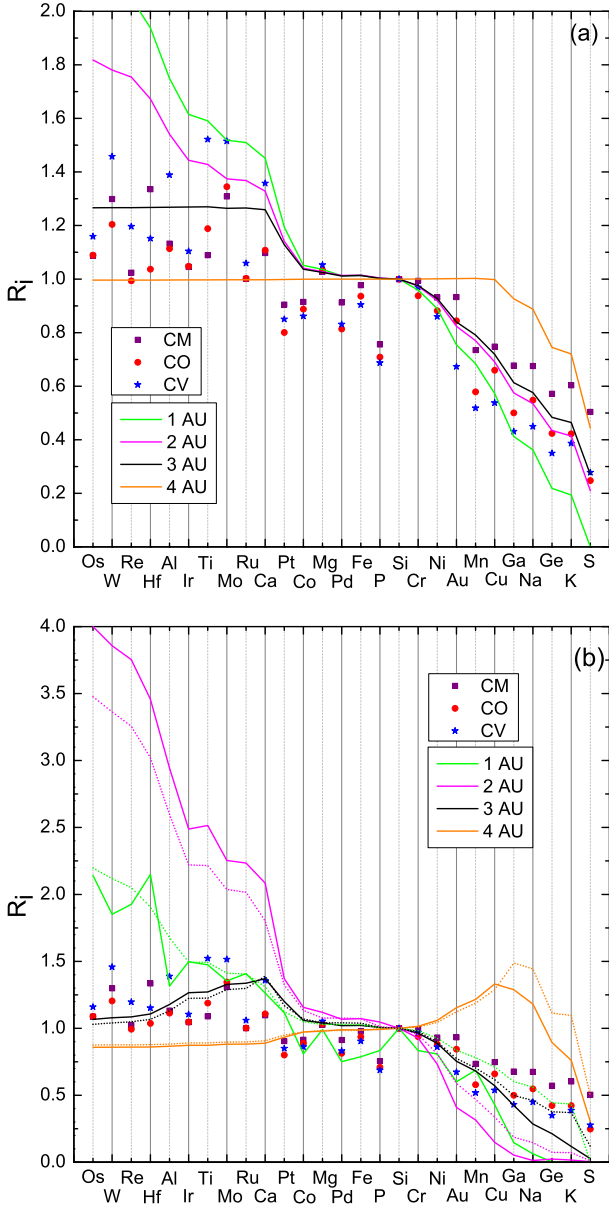 (a)
2.0
1.8
1.6
1.4
1.2
1.0
0.8
0.6
0.4
0.2
0.0
R_i
CM
CO
CV
1 AU
2 AU
3 AU
4 AU
Os Re Al Ti Ru Pt Mg Fe Si Ni Mn Ga Ge S
W Hf Ir Mo Ca Co Pd P Cr Au Cu Na K
(b)
4.0
3.5
3.0
2.5
2.0
1.5
1.0
0.5
0.0
R_i
CM
CO
CV
1 AU
2 AU
3 AU
4 AU
Os Re Al Ti Ru Pt Mg Fe Si Ni Mn Ga Ge S
W Hf Ir Mo Ca Co Pd P Cr Au Cu Na K